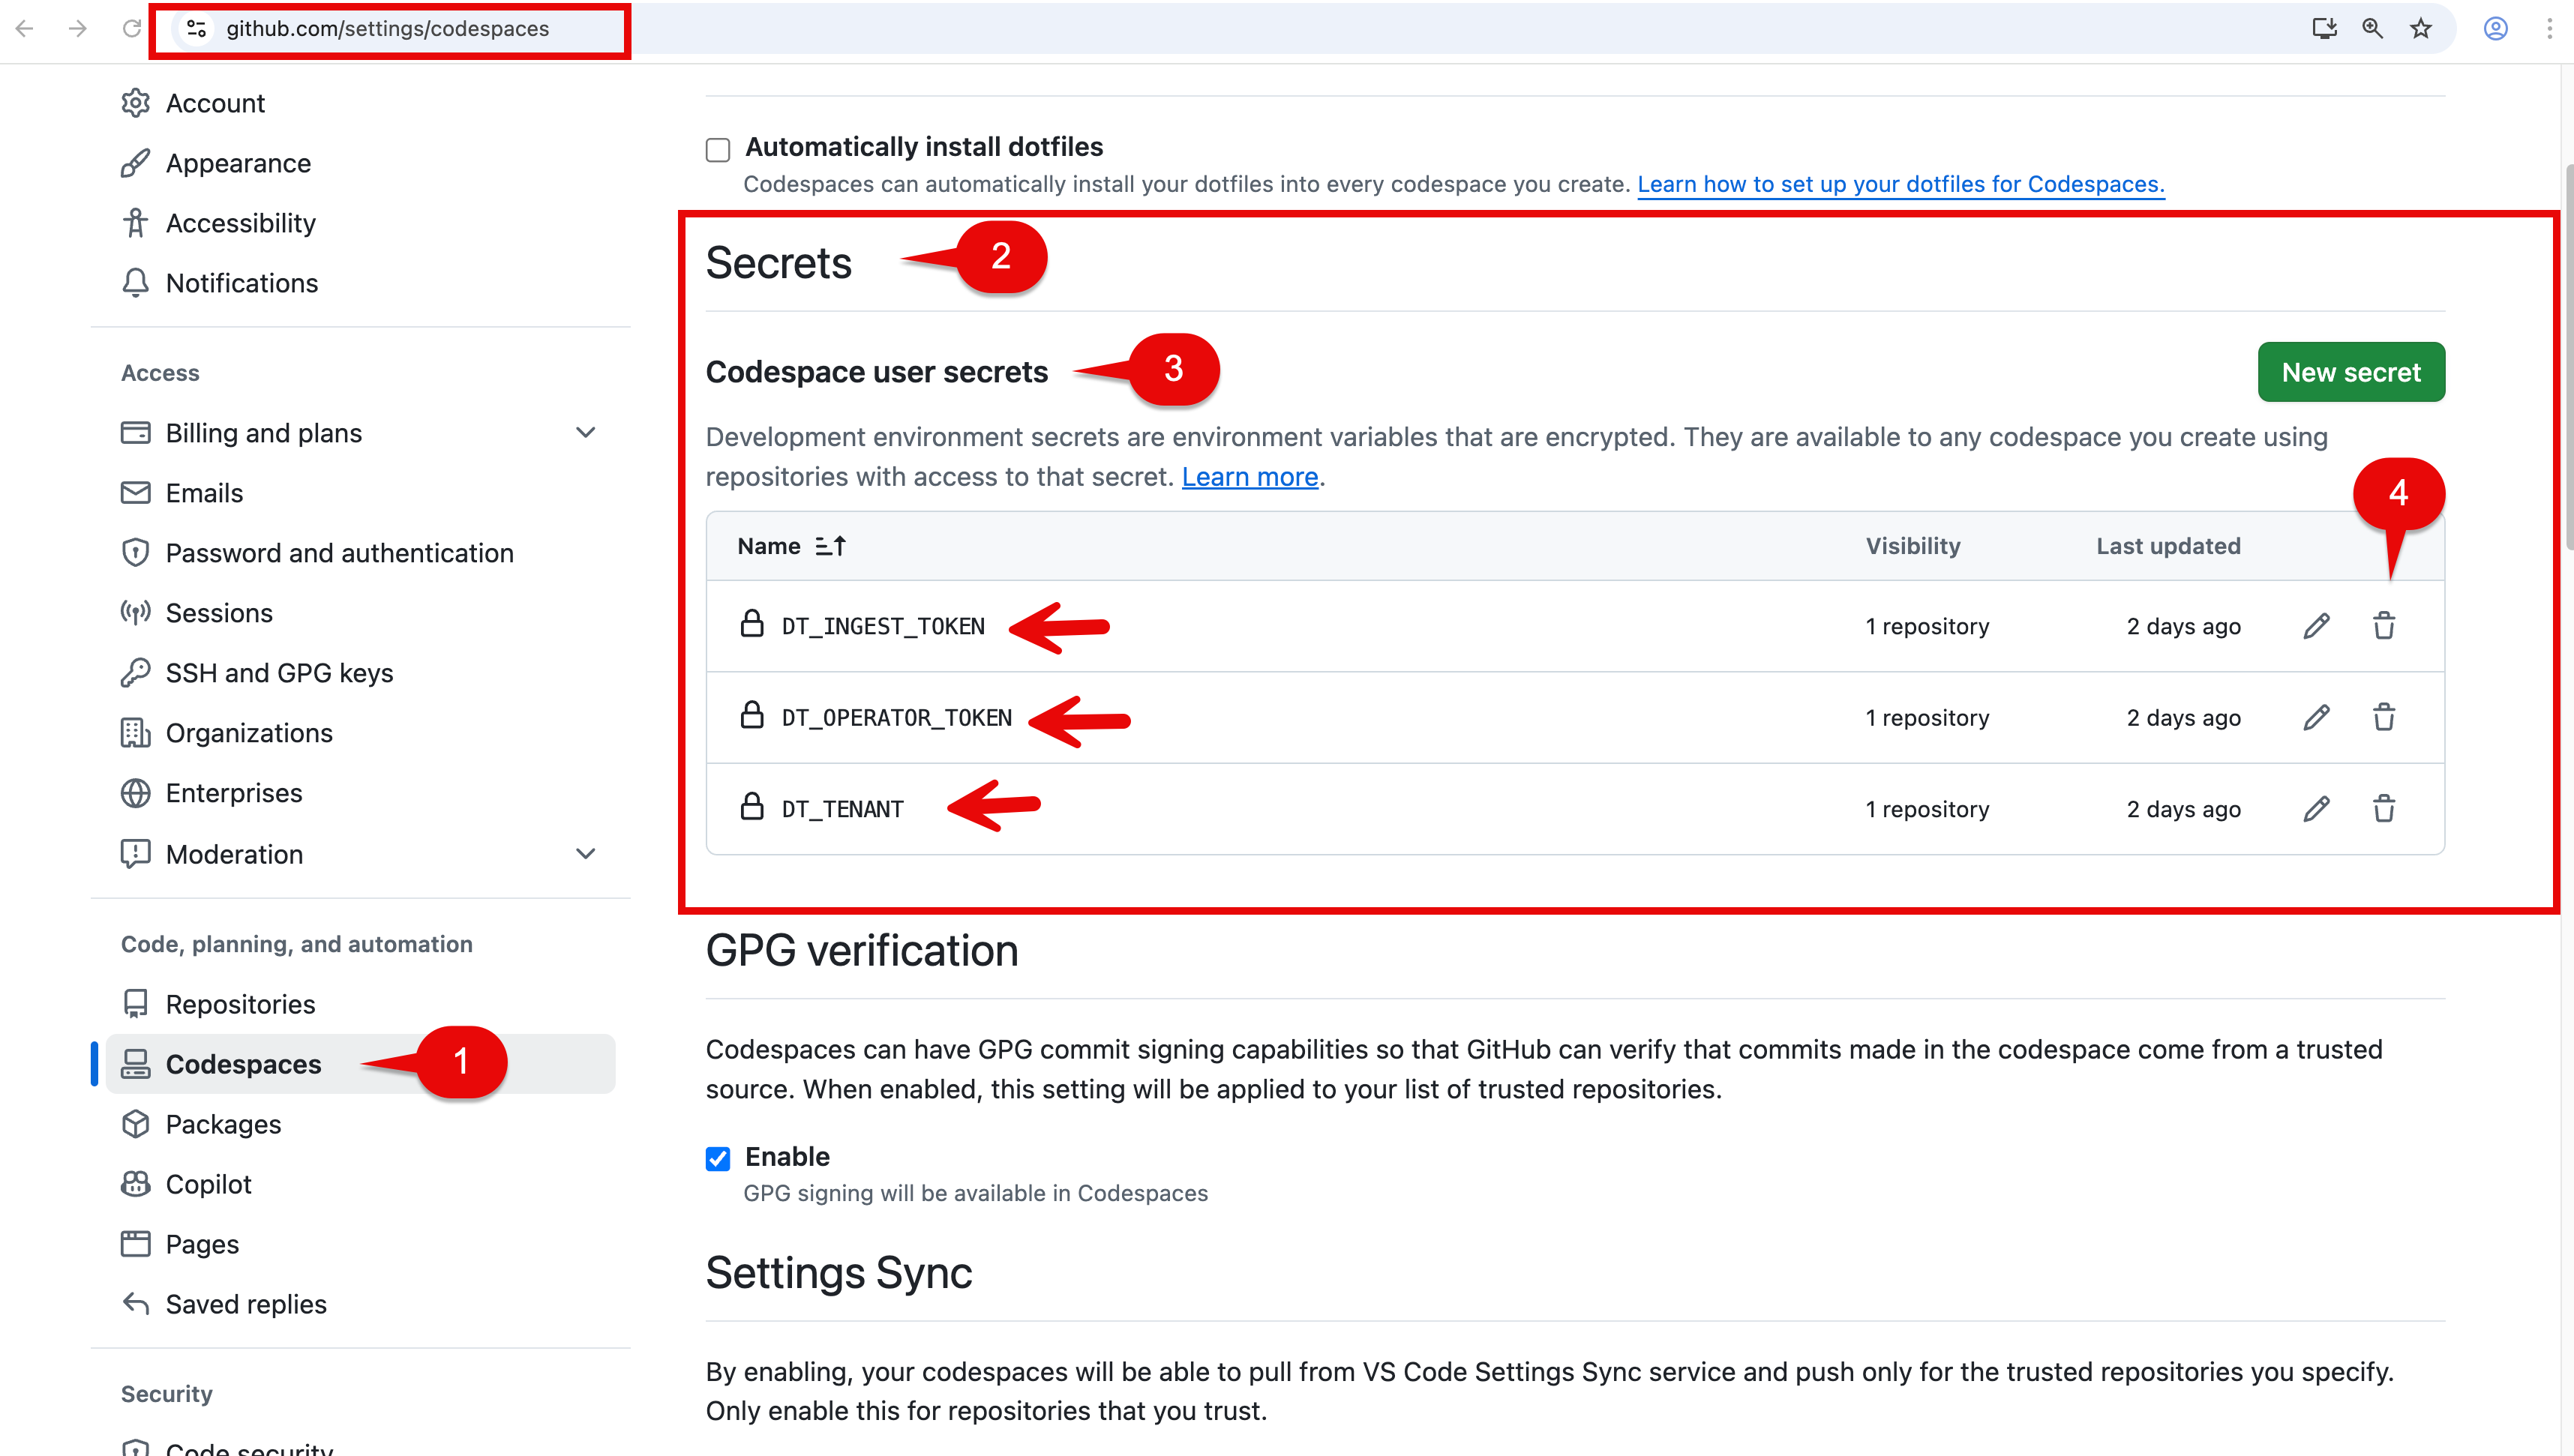 github.com/settings/codespaces
Account
Appearance
Accessibility
Notifications
Access
Billing and plans
Emails
Password and authentication
Sessions
SSH and GPG keys
Organizations
Enterprises
Moderation
Code, planning, and automation
Repositories
Codespaces
1
Packages
Copilot
Pages
Saved replies
Security
Code security
Automatically install dotfiles
Codespaces can automatically install your dotfiles into every codespace you create. Learn how to set up your dotfiles for Codespaces.
Secrets
2
Codespace user secrets
3
New secret
Development environment secrets are environment variables that are encrypted. They are available to any codespace you create using
repositories with access to that secret. Learn more.
4
Name Visibility Last updated
DT_INGEST_TOKEN 1 repository 2 days ago
DT_OPERATOR_TOKEN 1 repository 2 days ago
DT_TENANT 1 repository 2 days ago
GPG verification
Codespaces can have GPG commit signing capabilities so that GitHub can verify that commits made in the codespace come from a trusted
source. When enabled, this setting will be applied to your list of trusted repositories.
Enable
GPG signing will be available in Codespaces
Settings Sync
By enabling, your codespaces will be able to pull from VS Code Settings Sync service and push only for the trusted repositories you specify.
Only enable this for repositories that you trust.